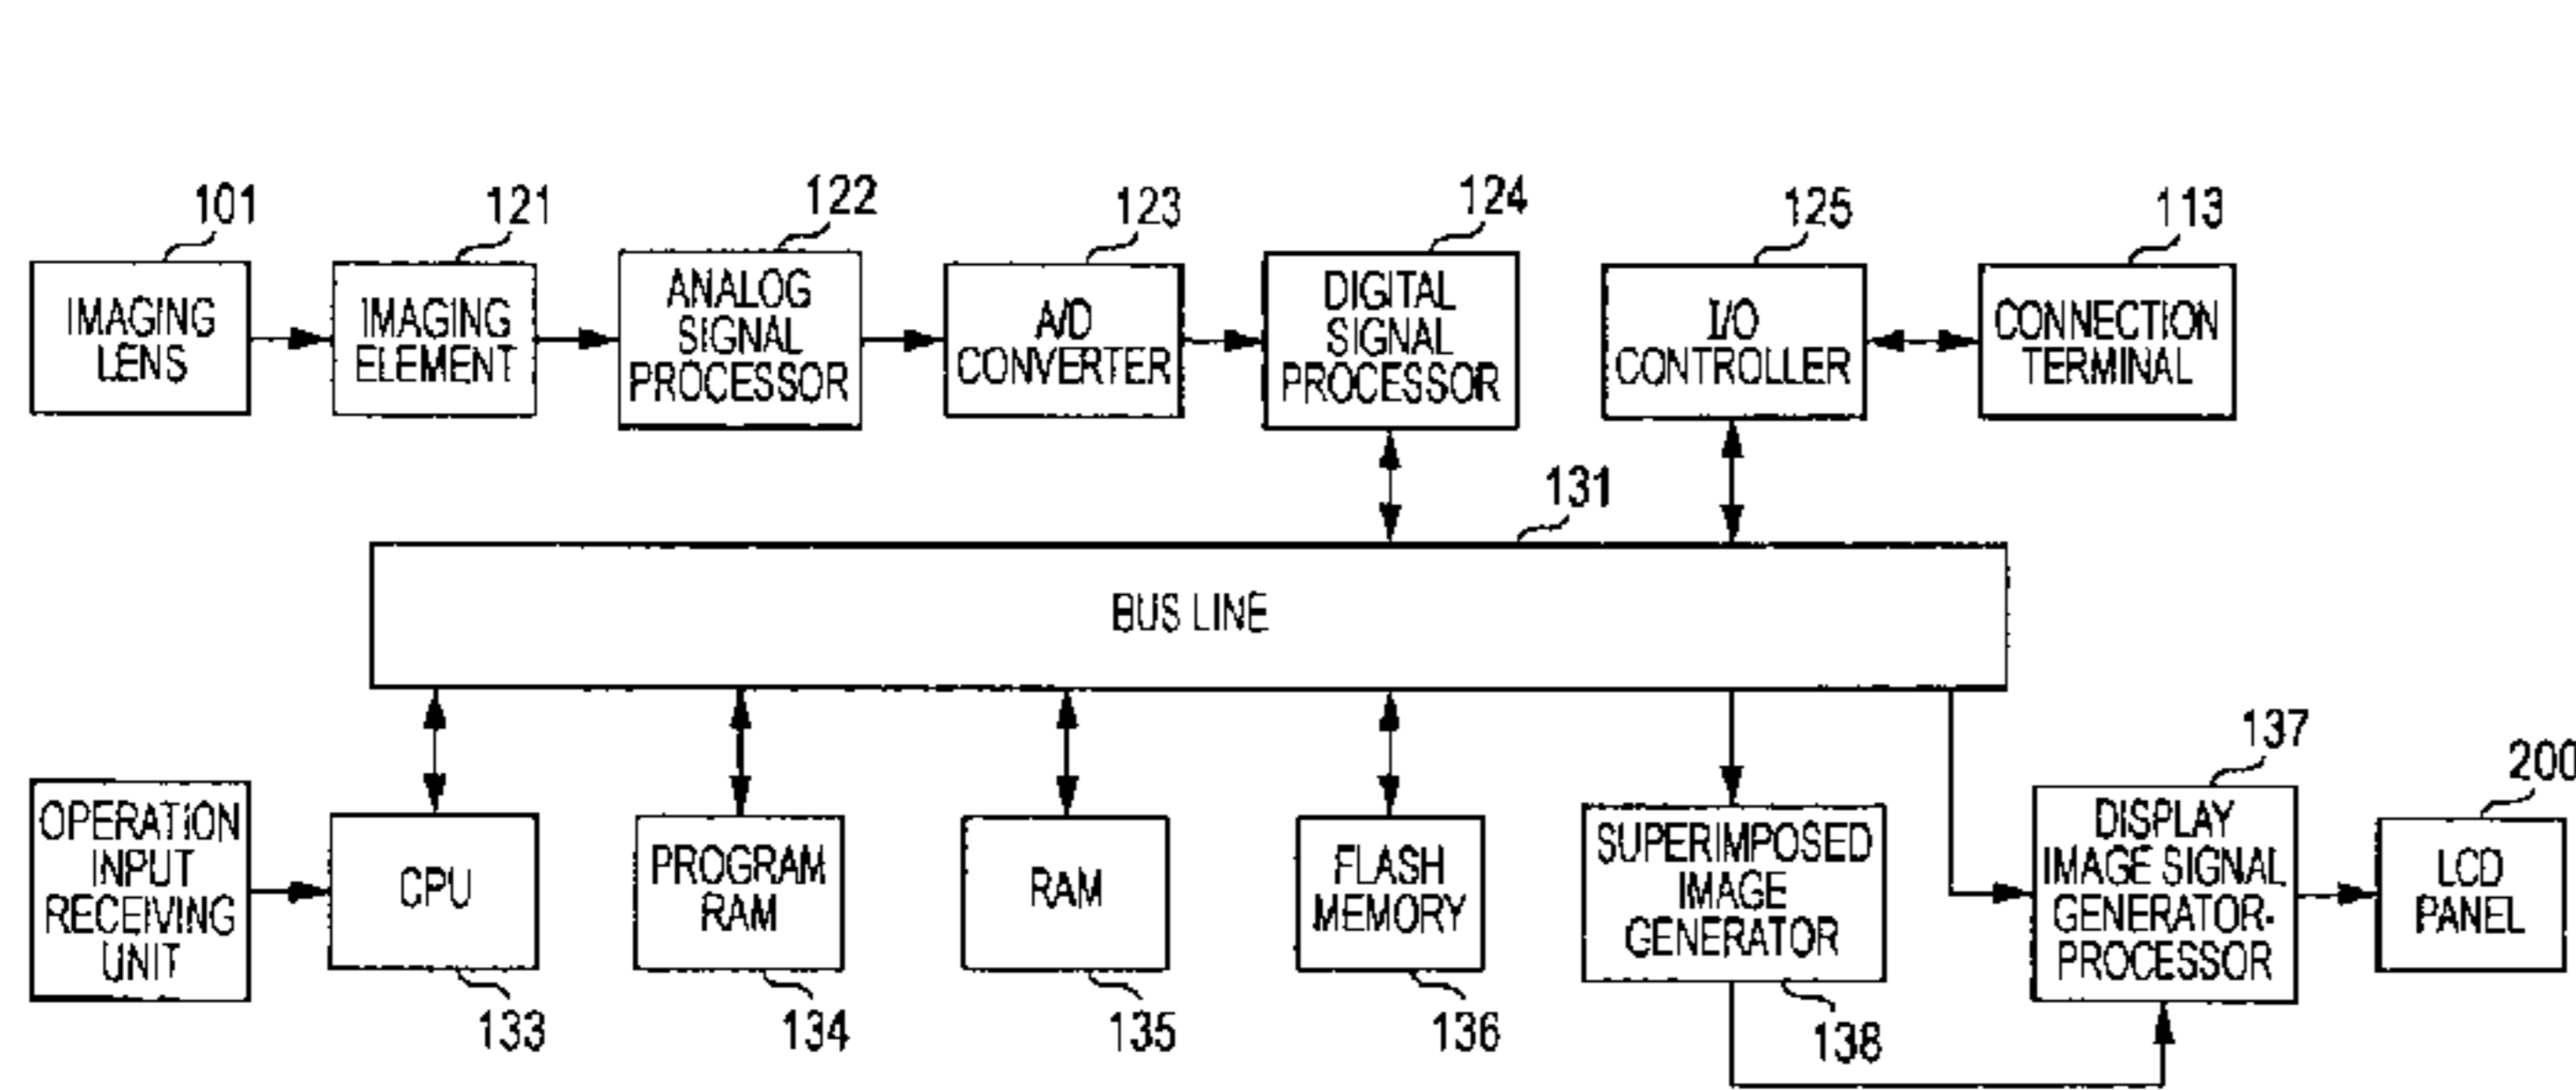 101
121
122
123
124
125
113
IMAGING
LENS
IMAGING
ELEMENT
ANALOG
SIGNAL
PROCESSOR
A/D
CONVERTER
DIGITAL
SIGNAL
PROCESSOR
I/O
CONTROLLER
CONNECTION
TERMINAL
131
BUS LINE
137
200
OPERATION
INPUT
RECEIVING
UNIT
CPU
PROGRAM
RAM
RAM
FLASH
MEMORY
SUPERIMPOSED
IMAGE
GENERATOR
DISPLAY
IMAGE SIGNAL
GENERATOR-
PROCESSOR
LCD
PANEL
133
134
135
136
138